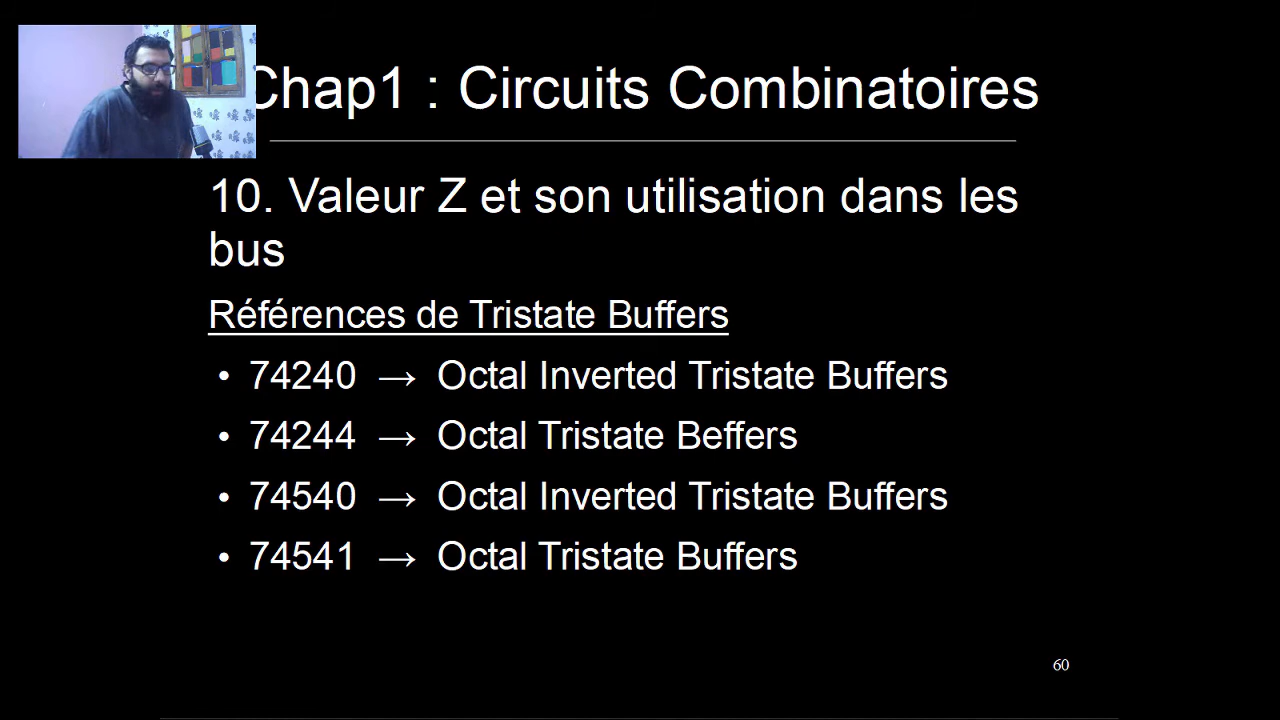 Chap1 : Circuits Combinatoires
10. Valeur Z et son utilisation dans les
bus
Références de Tristate Buffers
• 74240 → Octal Inverted Tristate Buffers
• 74244 → Octal Tristate Beffers
• 74540 → Octal Inverted Tristate Buffers
• 74541 → Octal Tristate Buffers
60